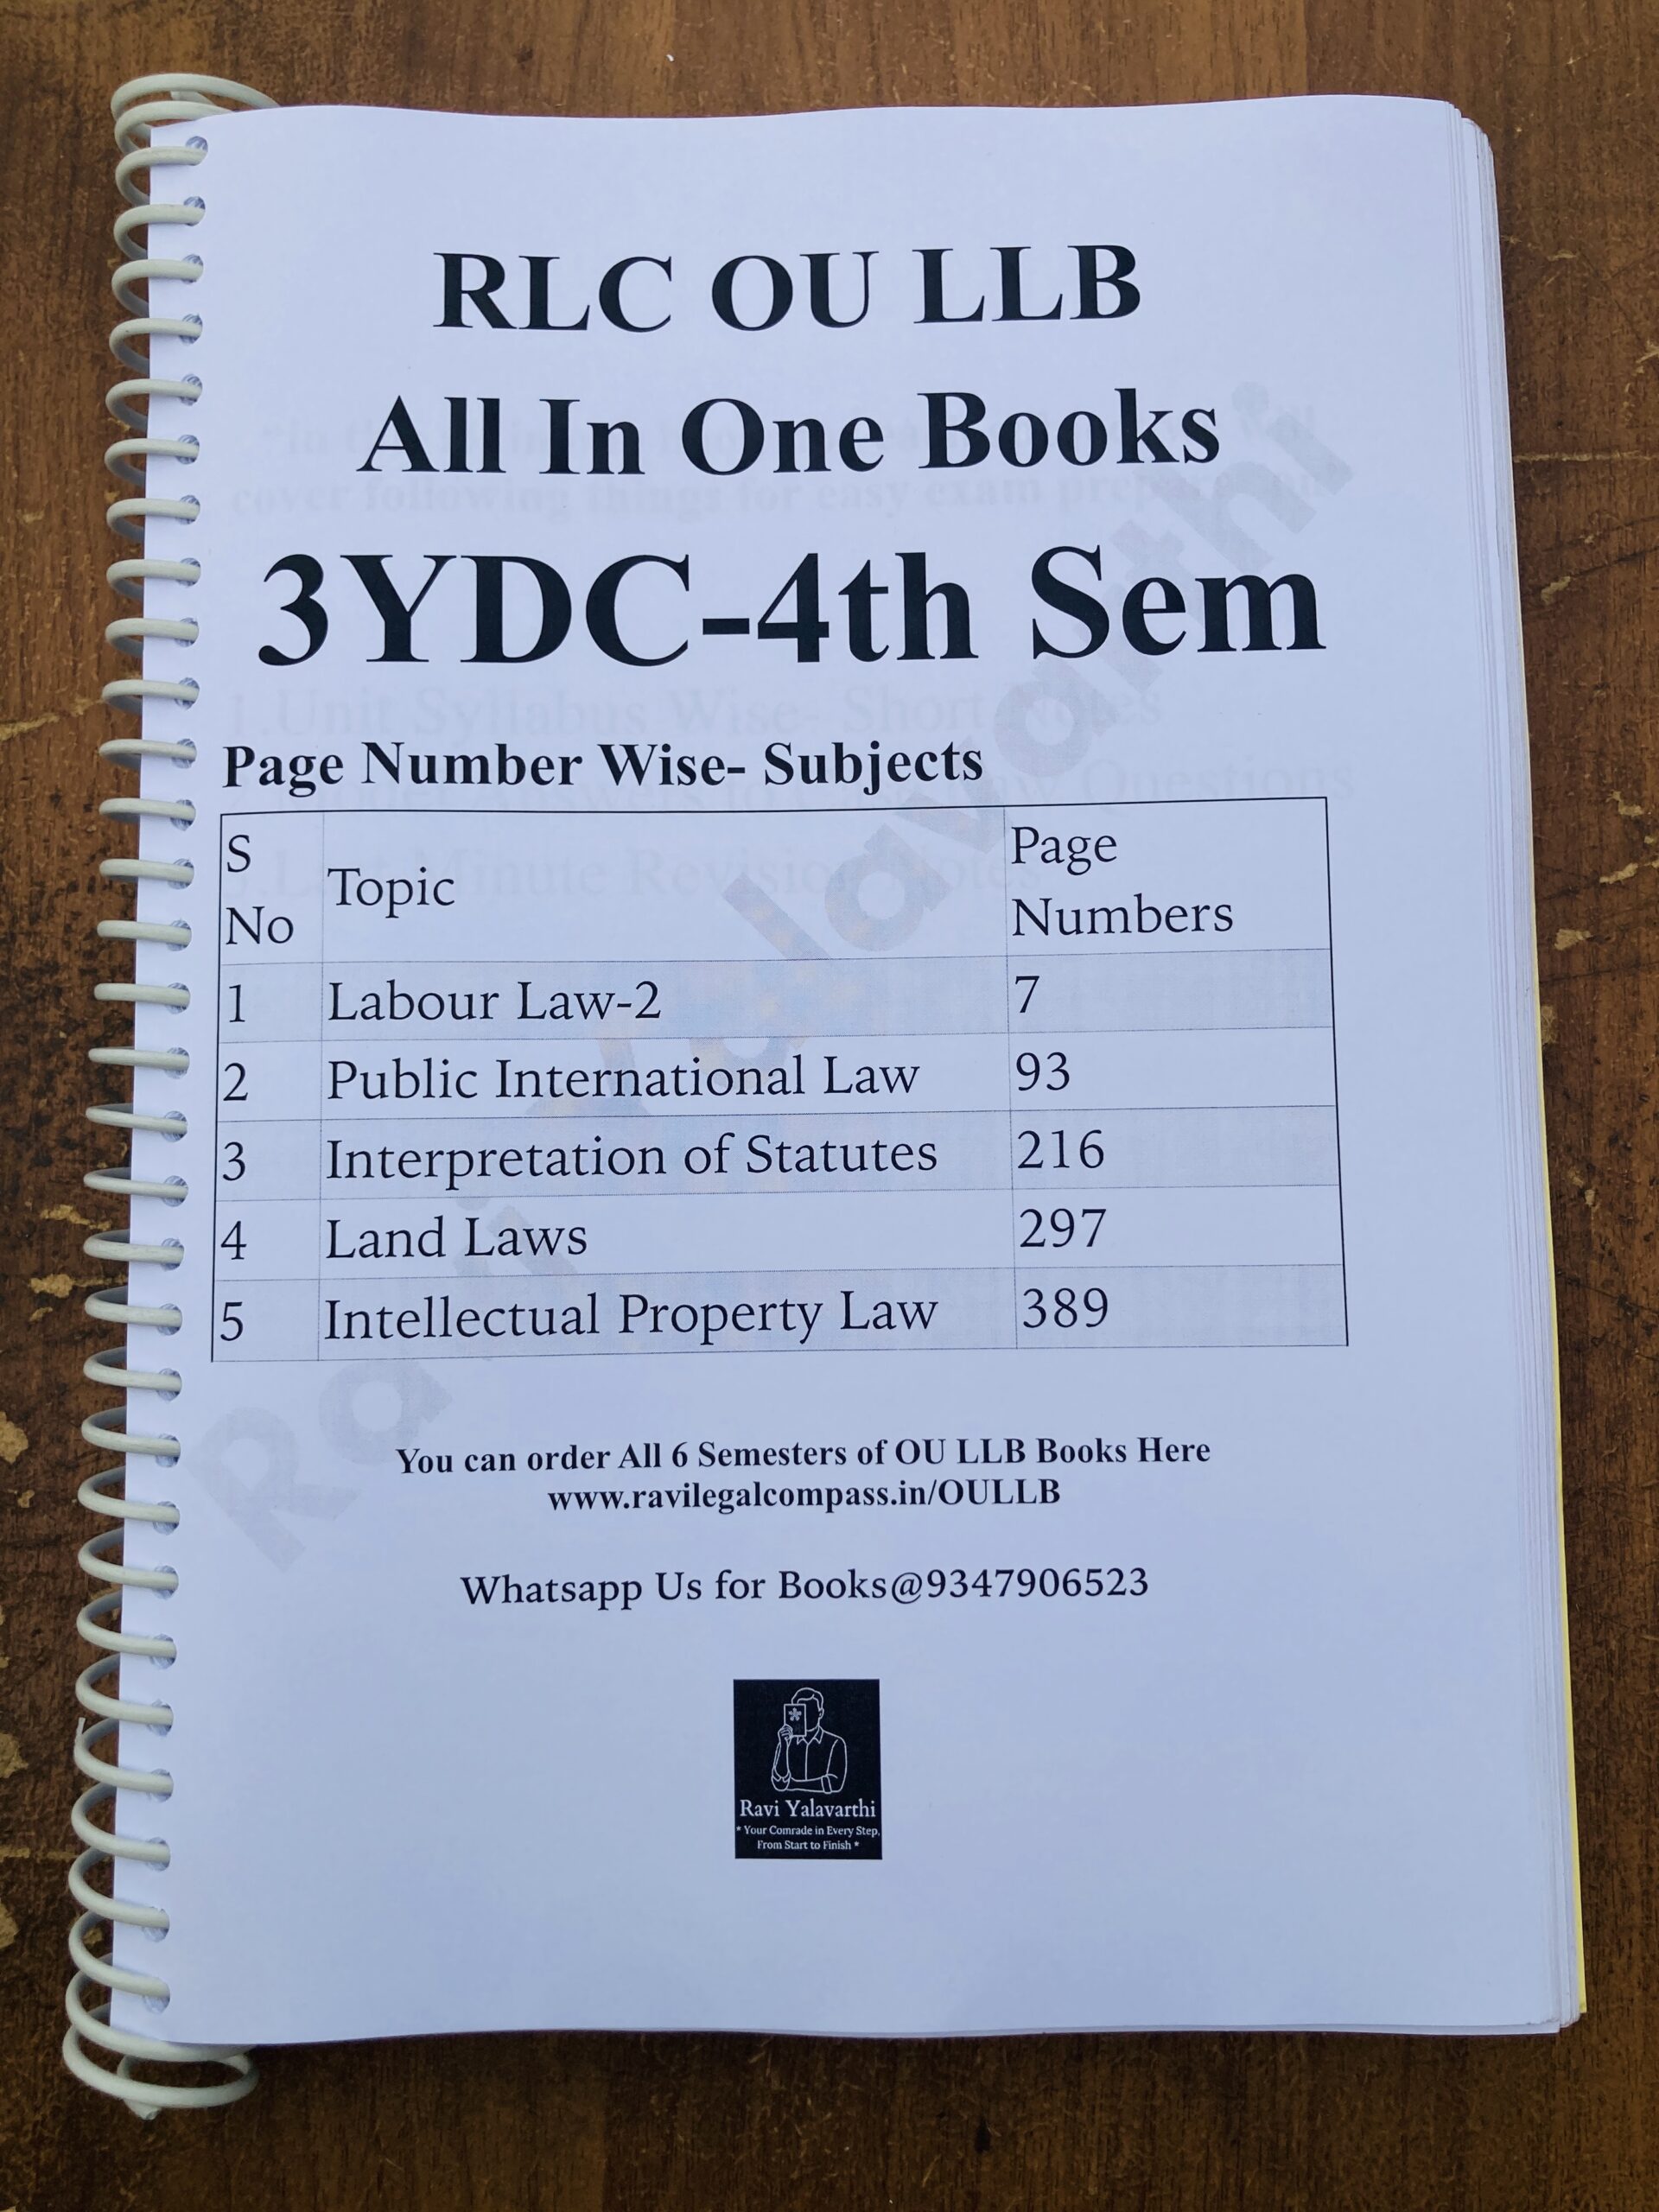 RLC OU LLB
All In One Books
3YDC-4th Sem
Page Number Wise- Subjects
S No Topic Page Numbers
1 Labour Law-2 7
2 Public International Law 93
3 Interpretation of Statutes 216
4 Land Laws 297
5 Intellectual Property Law 389
You can order All 6 Semesters of OU LLB Books Here
www.ravilegalcompass.in/OULLB
Whatsapp Us for Books@9347906523
Ravi Yalavarthi
* Your Comrade in Every Step,
From Start to Finish *
Ravi Yalavarthi